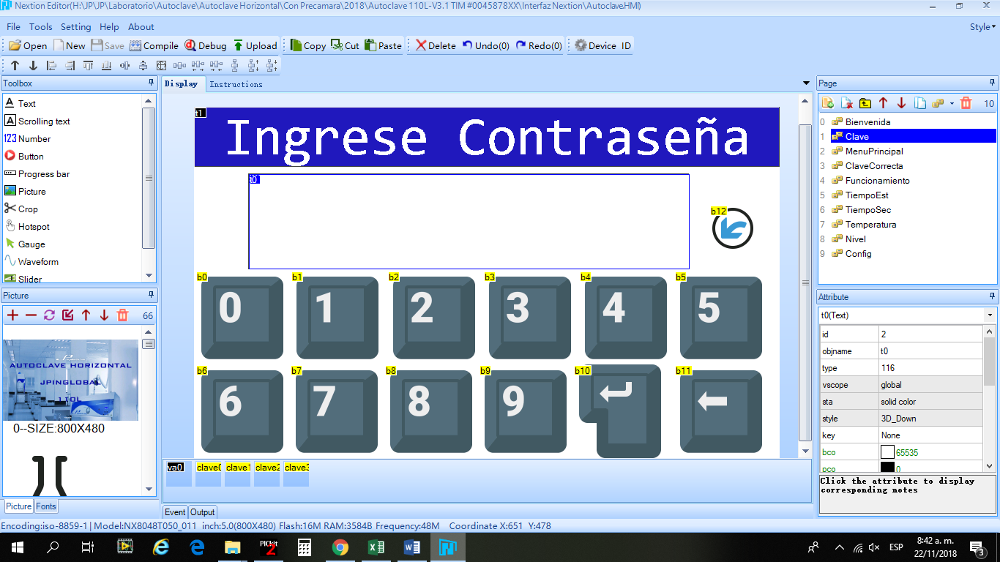 Nextion Editor(H:\JP\JP\Laboratorio\Autoclave\Autoclave Horizontal\Con Precamara\2018\Autoclave 110L-V3.1 TIM #0045878XX\Interfaz Nextion\Autoclave.HMI)
File Tools Setting Help About Style
Open New Save Compile Debug Upload Copy Cut Paste Delete Undo(0) Redo(0) Device ID
Toolbox
Text
Scrolling text
123 Number
Button
Progress bar
Picture
Crop
Hotspot
Gauge
Waveform
Slider
Picture
66
AUTOCLAVE HORIZONTAL
JPINGLOBAL
110L
0--SIZE:800X480
Picture Fonts
Display Instructions
t1
Ingrese Contraseña
t0
b12
b0 b1 b2 b3 b4 b5
0 1 2 3 4 5
b6 b7 b8 b9 b10 b11
6 7 8 9
va0 clave0 clave1 clave2 clave3
Event Output
Page
10
0 Bienvenida
1 Clave
2 MenuPrincipal
3 ClaveCorrecta
4 Funcionamiento
5 TiempoEst
6 TiempoSec
7 Temperatura
8 Nivel
9 Config
Attribute
t0(Text)
id 2
objname t0
type 116
vscope global
sta solid color
style 3D_Down
key None
bco 65535
pco 0
Click the attribute to display
corresponding notes
Encoding:iso-8859-1 Model:NX8048T050_011 inch:5.0(800X480) Flash:16M RAM:3584B Frequency:48M Coordinate X:651 Y:478
PICkit
2
ESP
8:42 a. m.
22/11/2018
3